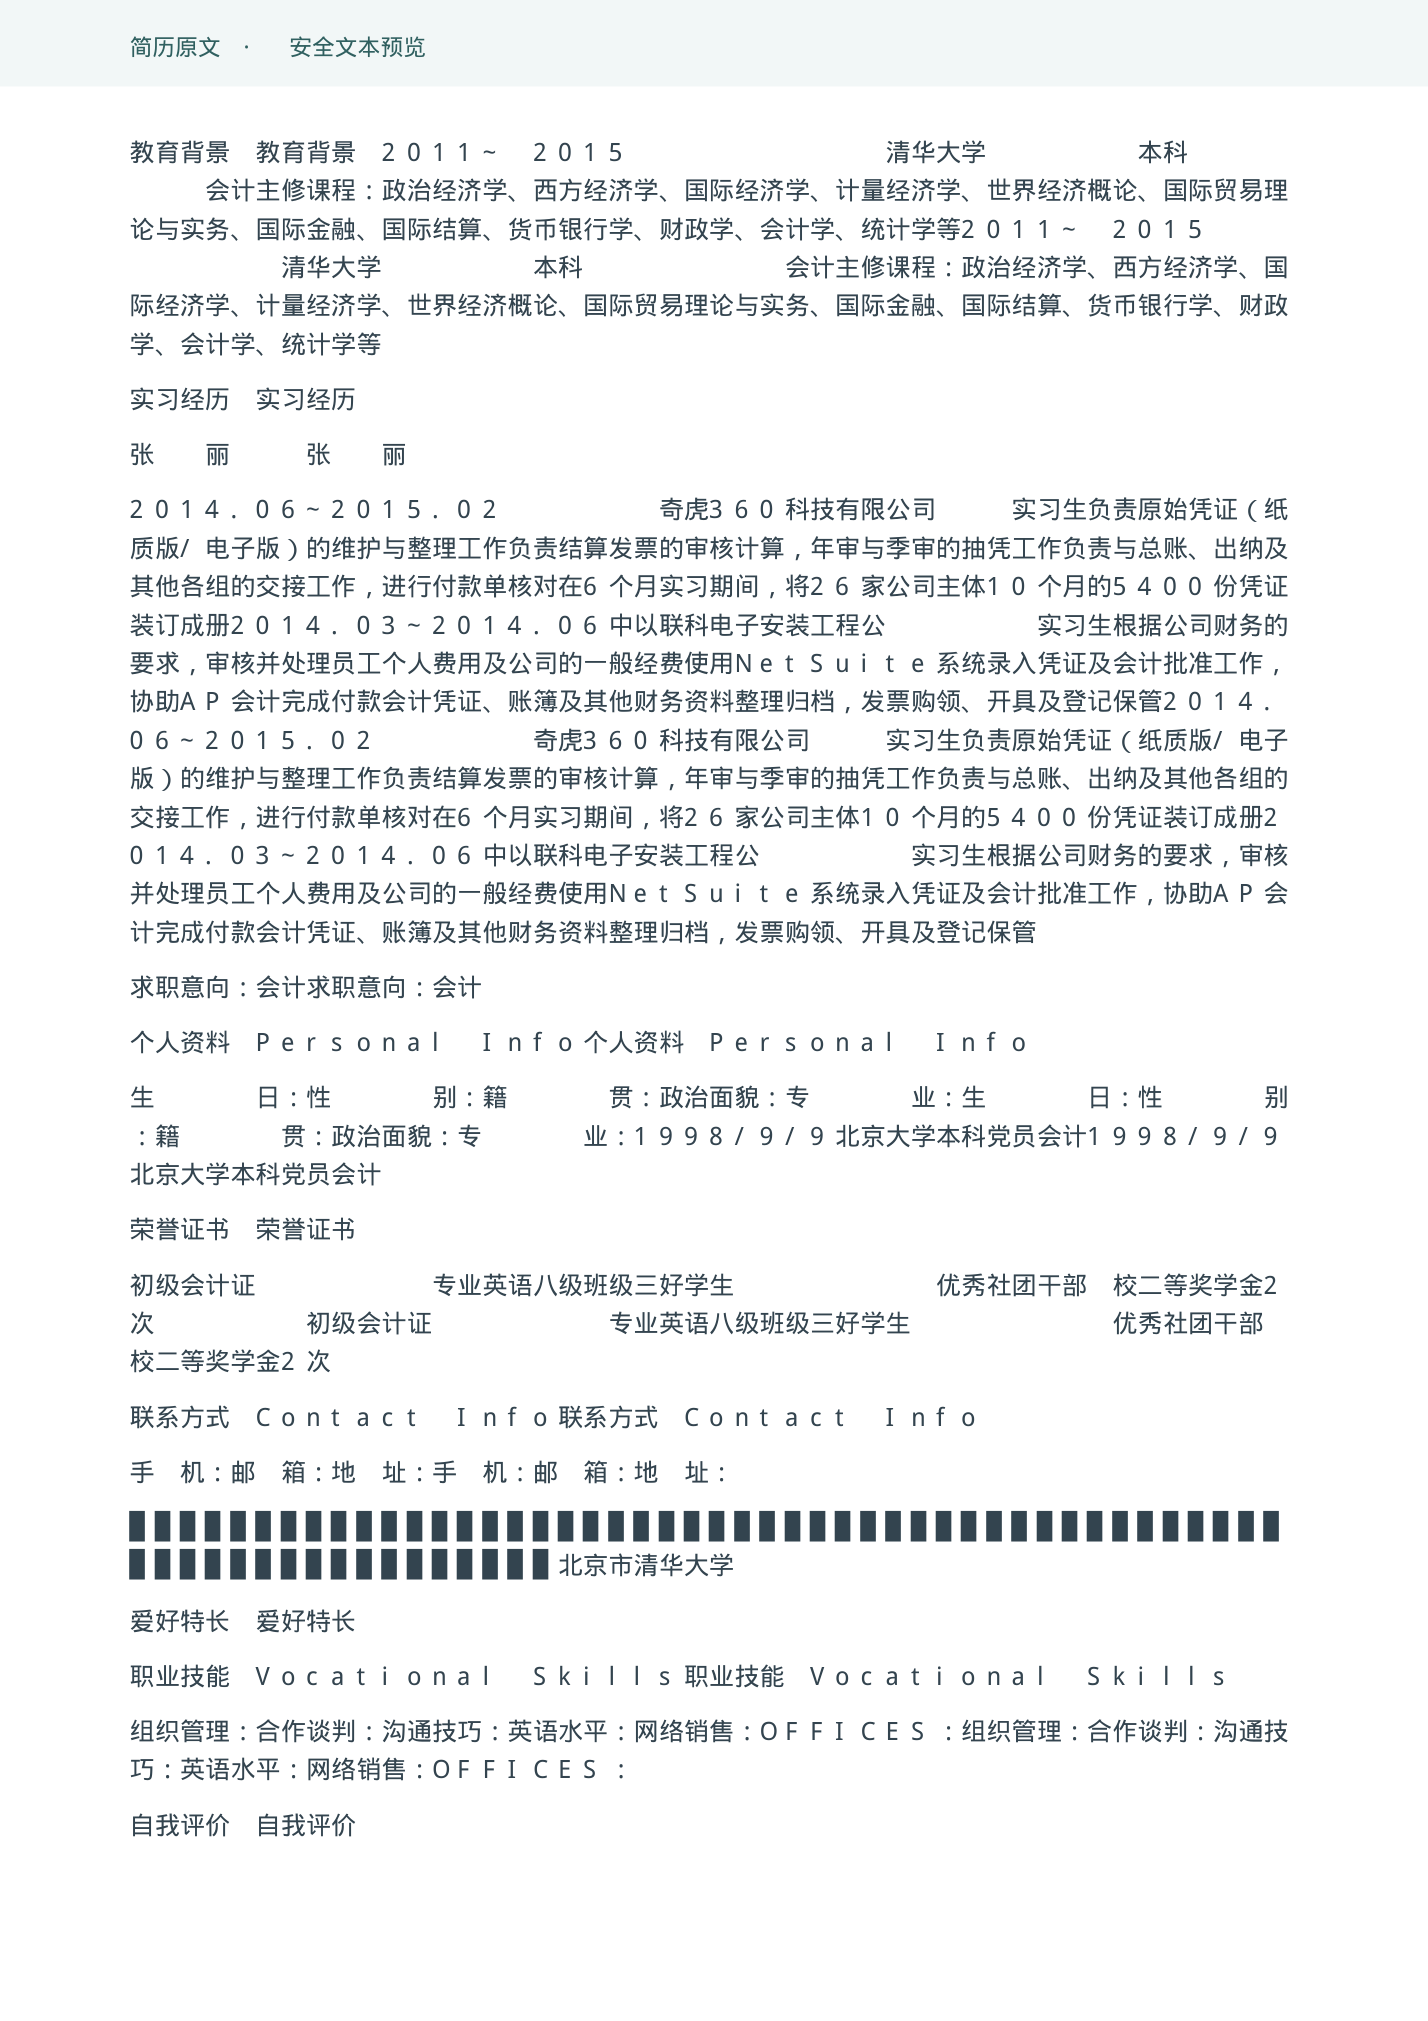 简历原文 · 安全文本预览
教育背景 教育背景 2011~ 2015 清华大学 本科
会计主修课程：政治经济学、西方经济学、国际经济学、计量经济学、世界经济概论、国际贸易理
论与实务、国际金融、国际结算、货币银行学、财政学、会计学、统计学等2011~ 2015
清华大学 本科 会计主修课程：政治经济学、西方经济学、国
际经济学、计量经济学、世界经济概论、国际贸易理论与实务、国际金融、国际结算、货币银行学、财政
学、会计学、统计学等
实习经历 实习经历
张 丽 张 丽
2014.06~2015.02 奇虎360科技有限公司 实习生负责原始凭证（纸
质版/ 电子版）的维护与整理工作负责结算发票的审核计算，年审与季审的抽凭工作负责与总账、出纳及
其他各组的交接工作，进行付款单核对在6个月实习期间，将26家公司主体10个月的5400份凭证
装订成册2014.03~2014.06中以联科电子安装工程公 实习生根据公司财务的
要求，审核并处理员工个人费用及公司的一般经费使用NetSuite系统录入凭证及会计批准工作，
协助AP会计完成付款会计凭证、账簿及其他财务资料整理归档，发票购领、开具及登记保管2014.
06~2015.02 奇虎360科技有限公司 实习生负责原始凭证（纸质版/ 电子
版）的维护与整理工作负责结算发票的审核计算，年审与季审的抽凭工作负责与总账、出纳及其他各组的
交接工作，进行付款单核对在6个月实习期间，将26家公司主体10个月的5400份凭证装订成册2
014.03~2014.06中以联科电子安装工程公 实习生根据公司财务的要求，审核
并处理员工个人费用及公司的一般经费使用NetSuite系统录入凭证及会计批准工作，协助AP会
计完成付款会计凭证、账簿及其他财务资料整理归档，发票购领、开具及登记保管
求职意向：会计求职意向：会计
个人资料 Personal Info个人资料 Personal Info
生 日：性 别：籍 贯：政治面貌：专 业：生 日：性 别
：籍 贯：政治面貌：专 业：1998/9/9北京大学本科党员会计1998/9/9
北京大学本科党员会计
荣誉证书 荣誉证书
初级会计证 专业英语八级班级三好学生 优秀社团干部 校二等奖学金2
次 初级会计证 专业英语八级班级三好学生 优秀社团干部
校二等奖学金2次
联系方式 Contact Info联系方式 Contact Info
手 机：邮 箱：地 址：手 机：邮 箱：地 址：
北京市清华大学
爱好特长 爱好特长
职业技能 Vocational Skills职业技能 Vocational Skills
组织管理：合作谈判：沟通技巧：英语水平：网络销售：OFFICES：组织管理：合作谈判：沟通技
巧：英语水平：网络销售：OFFICES：
自我评价 自我评价